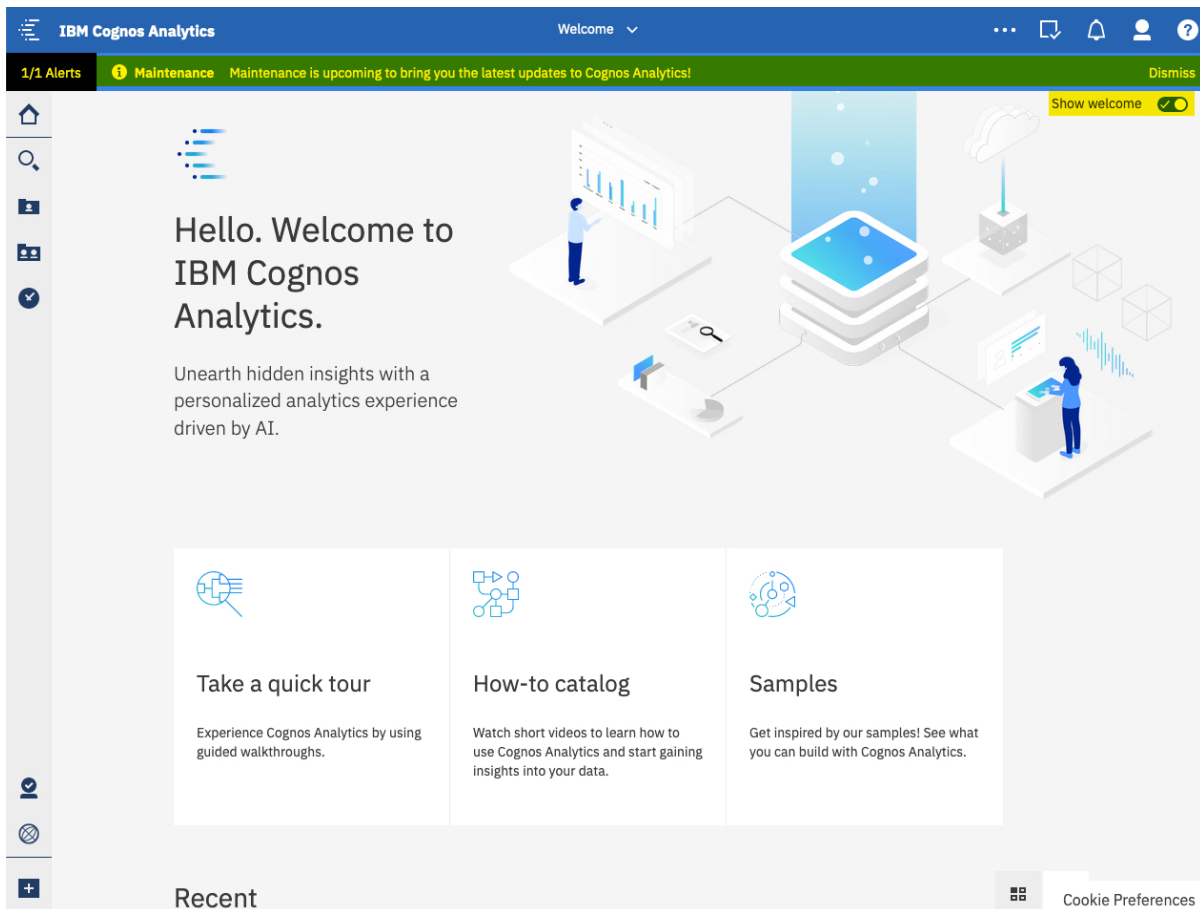 IBM Cognos Analytics
Welcome
?
1/1 Alerts
Maintenance Maintenance is upcoming to bring you the latest updates to Cognos Analytics!
Dismiss
Show welcome
Hello. Welcome to
IBM Cognos
Analytics.
Unearth hidden insights with a
personalized analytics experience
driven by AI.
Take a quick tour
Experience Cognos Analytics by using
guided walkthroughs.
How-to catalog
Watch short videos to learn how to
use Cognos Analytics and start gaining
insights into your data.
Samples
Get inspired by our samples! See what
you can build with Cognos Analytics.
Recent
Cookie Preferences